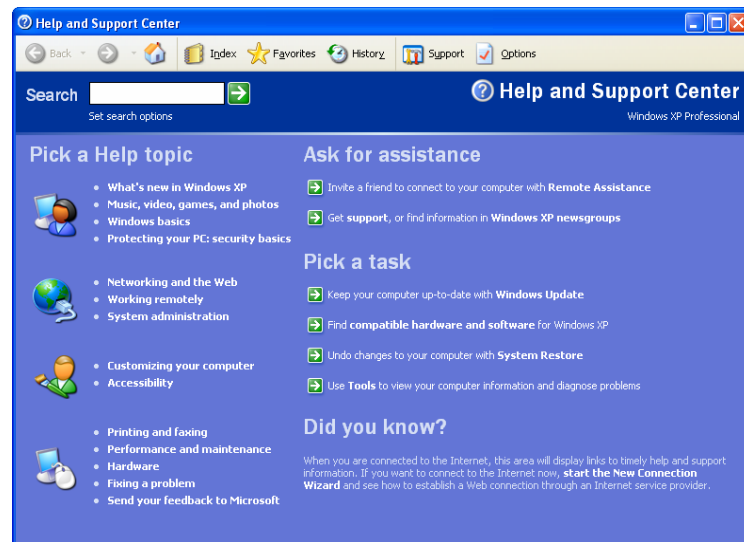 Help and Support Center
Back
Index
Favorites
History
Support
Options
Search
Set search options
Help and Support Center
Windows XP Professional
Pick a Help topic
What's new in Windows XP
Music, video, games, and photos
Windows basics
Protecting your PC: security basics
Networking and the Web
Working remotely
System administration
Customizing your computer
Accessibility
Printing and faxing
Performance and maintenance
Hardware
Fixing a problem
Send your feedback to Microsoft
Ask for assistance
Invite a friend to connect to your computer with Remote Assistance
Get support, or find information in Windows XP newsgroups
Pick a task
Keep your computer up-to-date with Windows Update
Find compatible hardware and software for Windows XP
Undo changes to your computer with System Restore
Use Tools to view your computer information and diagnose problems
Did you know?
When you are connected to the Internet, this area will display links to timely help and support
information. If you want to connect to the Internet now, start the New Connection
Wizard and see how to establish a Web connection through an Internet service provider.